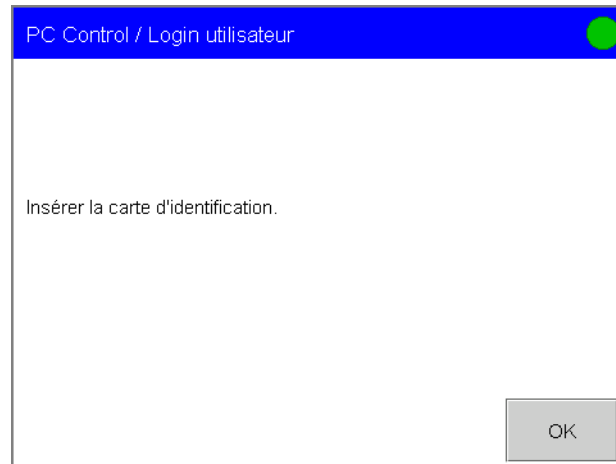 PC Control / Login utilisateur
Insérer la carte d'identification.
OK